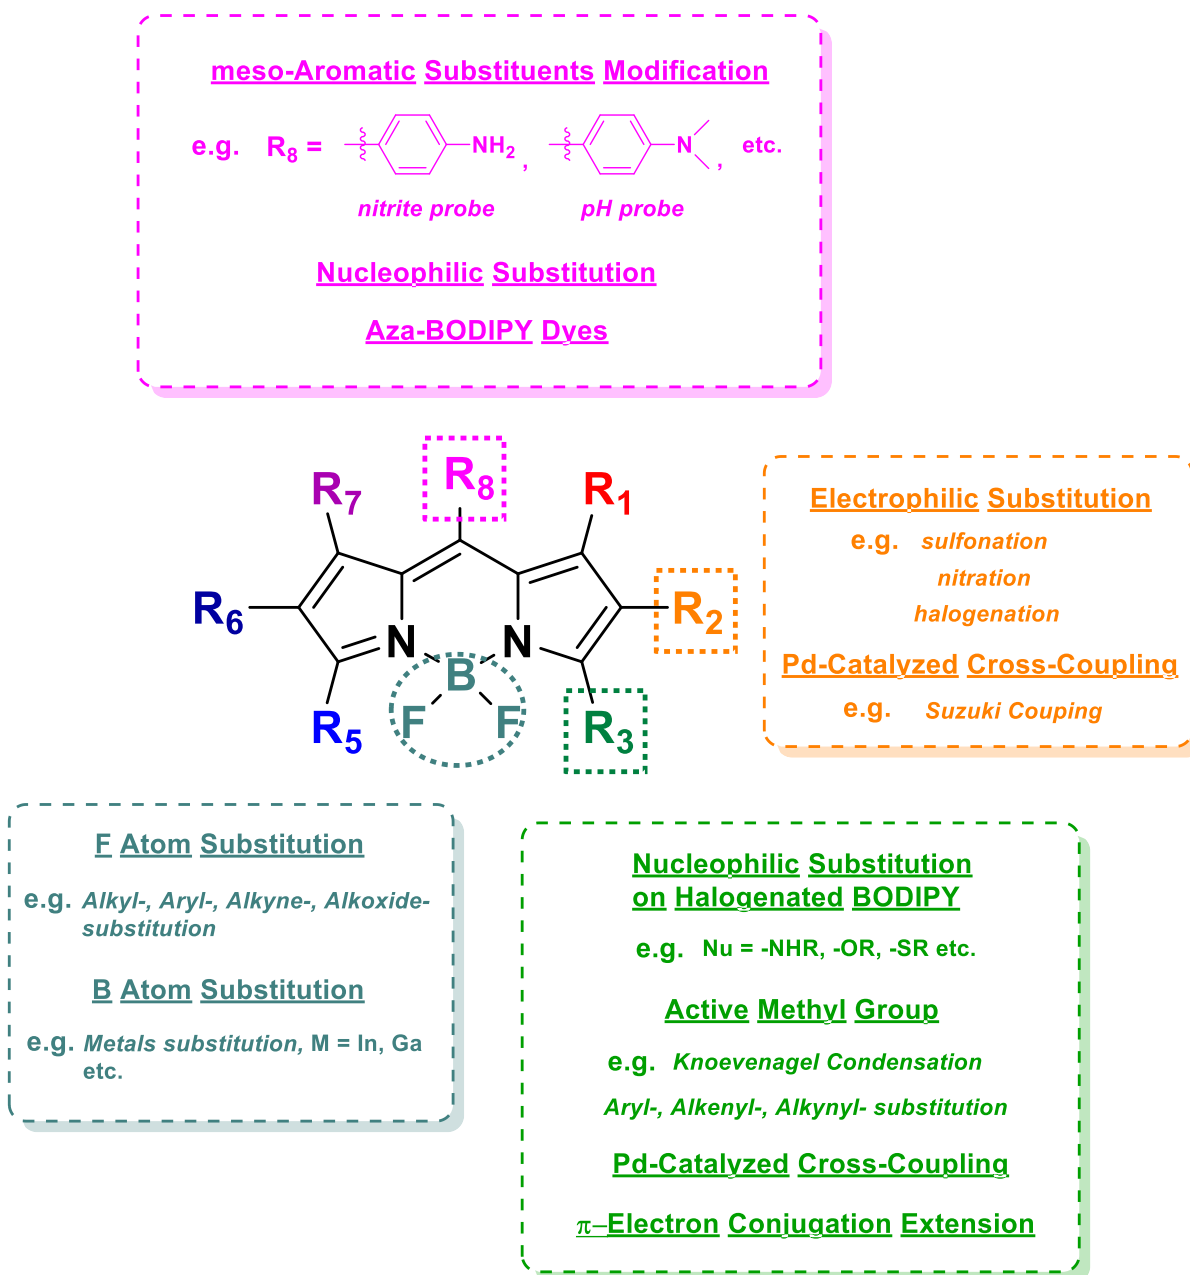 meso-Aromatic Substituents Modification
e.g. R8 = NH2, N, etc.
nitrite probe pH probe
Nucleophilic Substitution
Aza-BODIPY Dyes
R7 R8 R1
R6 N N R2
B
R5 F F R3
Electrophilic Substitution
e.g. sulfonation
nitration
halogenation
Pd-Catalyzed Cross-Coupling
e.g. Suzuki Couping
F Atom Substitution
e.g. Alkyl-, Aryl-, Alkyne-, Alkoxide-
substitution
B Atom Substitution
e.g. Metals substitution, M = In, Ga
etc.
Nucleophilic Substitution
on Halogenated BODIPY
e.g. Nu = -NHR, -OR, -SR etc.
Active Methyl Group
e.g. Knoevenagel Condensation
Aryl-, Alkenyl-, Alkynyl- substitution
Pd-Catalyzed Cross-Coupling
π–Electron Conjugation Extension